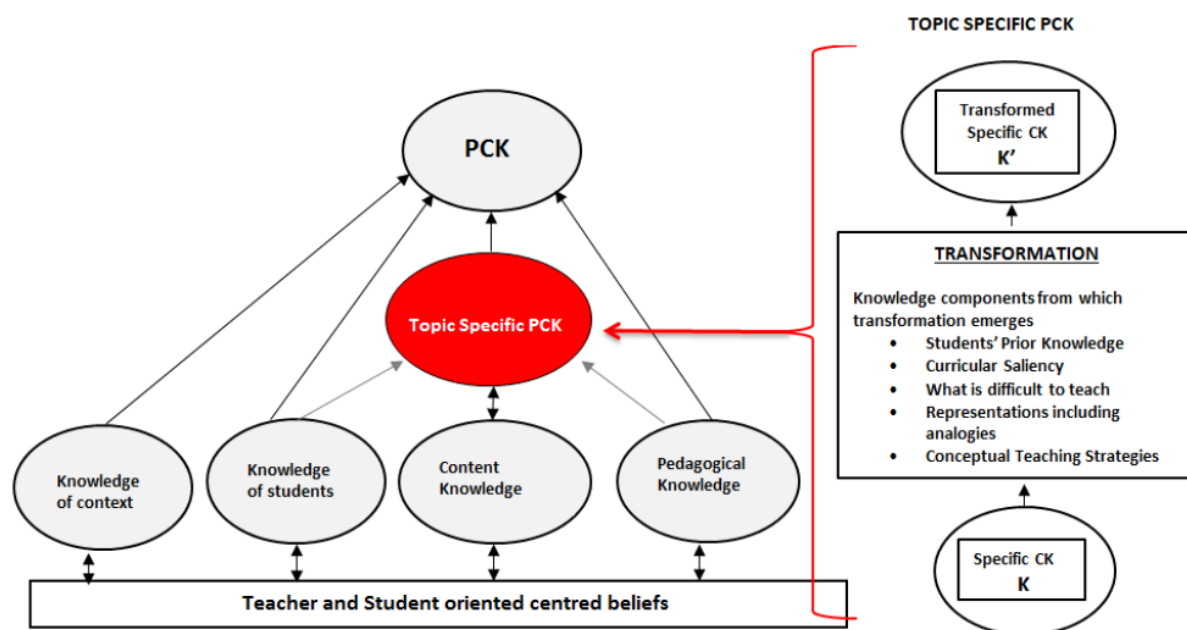 TOPIC SPECIFIC PCK
PCK
Topic Specific PCK
Knowledge
of context
Knowledge
of students
Content
Knowledge
Pedagogical
Knowledge
Teacher and Student oriented centred beliefs
Transformed
Specific CK
K’
TRANSFORMATION
Knowledge components from which
transformation emerges
• Students’ Prior Knowledge
• Curricular Saliency
• What is difficult to teach
• Representations including
analogies
• Conceptual Teaching Strategies
Specific CK
K